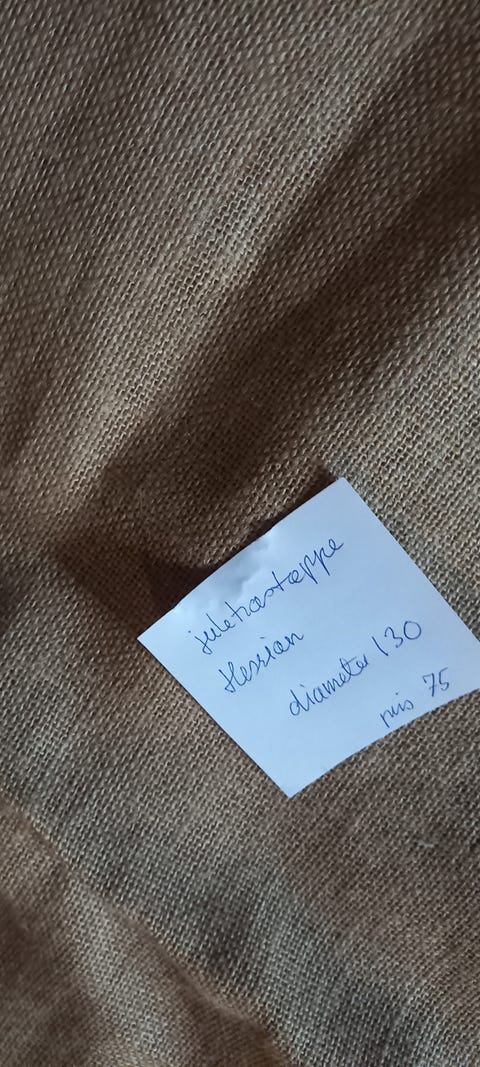 juletræstæppe
Hessian
diameter 130
pris 75